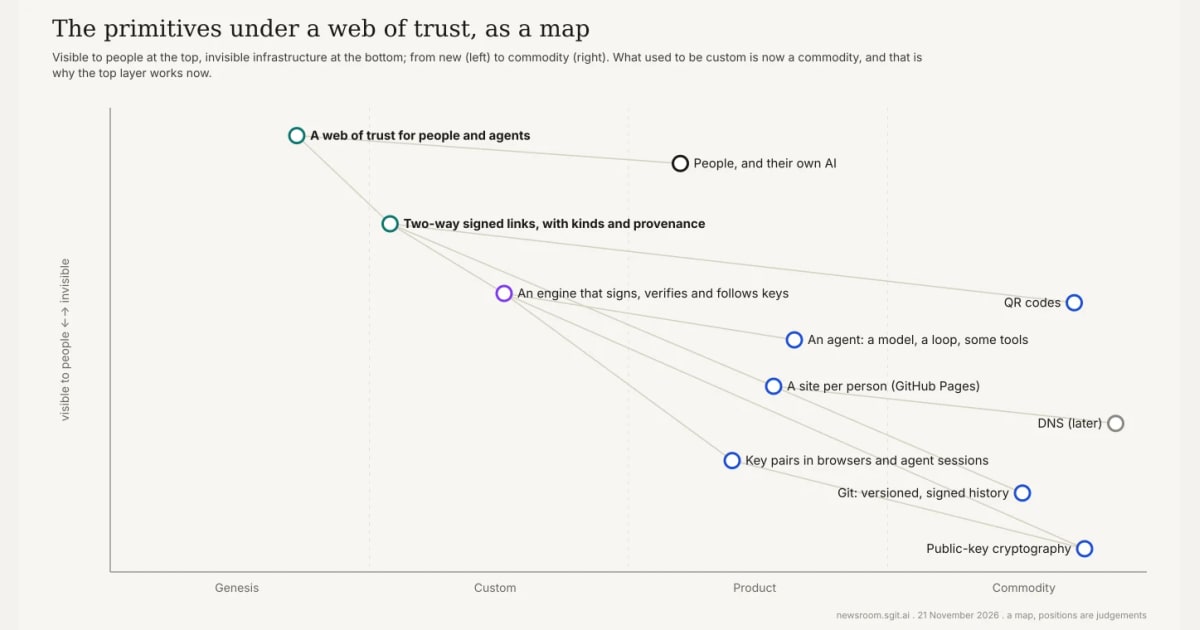 The primitives under a web of trust, as a map
Visible to people at the top, invisible infrastructure at the bottom; from new (left) to commodity (right). What used to be custom is now a commodity, and that is
why the top layer works now.
A web of trust for people and agents
People, and their own AI
Two-way signed links, with kinds and provenance
An engine that signs, verifies and follows keys
QR codes
An agent: a model, a loop, some tools
A site per person (GitHub Pages)
DNS (later)
Key pairs in browsers and agent sessions
Git: versioned, signed history
Public-key cryptography
visible to people ←→ invisible
Genesis
Custom
Product
Commodity
newsroom.sgit.ai . 21 November 2026 . a map, positions are judgements